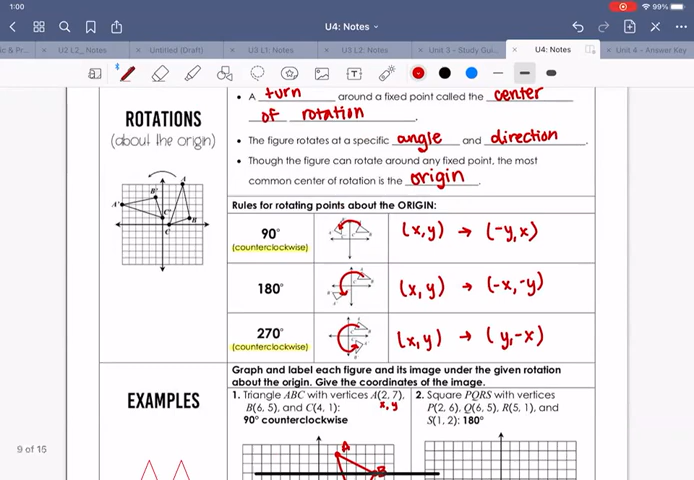 1:00
99%
U4: Notes
U2 L2_ Notes
Untitled (Draft)
U3 L1: Notes
U3 L2: Notes
Unit 3 - Study Gui...
U4: Notes
Unit 4 - Answer Key
ROTATIONS
(about the origin)
• A turn around a fixed point called the center
of rotation.
• The figure rotates at a specific angle and direction.
• Though the figure can rotate around any fixed point, the most
common center of rotation is the origin.
Rules for rotating points about the ORIGIN:
90°
(counterclockwise)
(x,y) → (-y,x)
180°
(x,y) → (-x,-y)
270°
(counterclockwise)
(x,y) → (y,-x)
EXAMPLES
Graph and label each figure and its image under the given rotation
about the origin. Give the coordinates of the image.
1. Triangle ABC with vertices A(2, 7),
B(6, 5), and C(4, 1):
x,y
90° counterclockwise
2. Square PQRS with vertices
P(2, 6), Q(6, 5), R(5, 1), and
S(1, 2): 180°
A
B
9 of 16